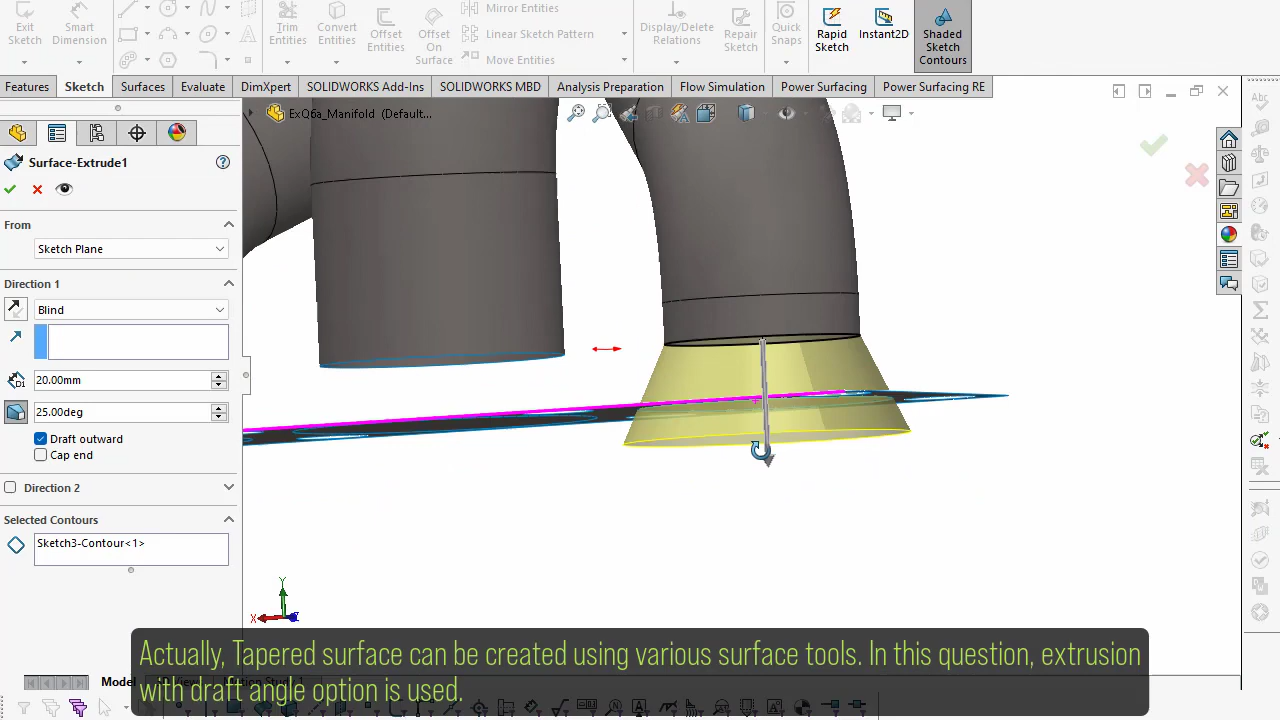 Exit Sketch
Smart Dimension
Trim Entities
Convert Entities
Offset Entities
Offset On Surface
Mirror Entities
Linear Sketch Pattern
Move Entities
Display/Delete Relations
Repair Sketch
Quick Snaps
Rapid Sketch
Instant2D
Shaded Sketch Contours
Features
Sketch
Surfaces
Evaluate
DimXpert
SOLIDWORKS Add-Ins
SOLIDWORKS MBD
Analysis Preparation
Flow Simulation
Power Surfacing
Power Surfacing RE
ExQ6a_Manifold (Default...
Surface-Extrude1
From
Sketch Plane
Direction 1
Blind
D1
20.00mm
25.00deg
Draft outward
Cap end
Direction 2
Selected Contours
Sketch3-Contour<1>
Y
X
Model
Actually, Tapered surface can be created using various surface tools. In this question, extrusion
with draft angle option is used.